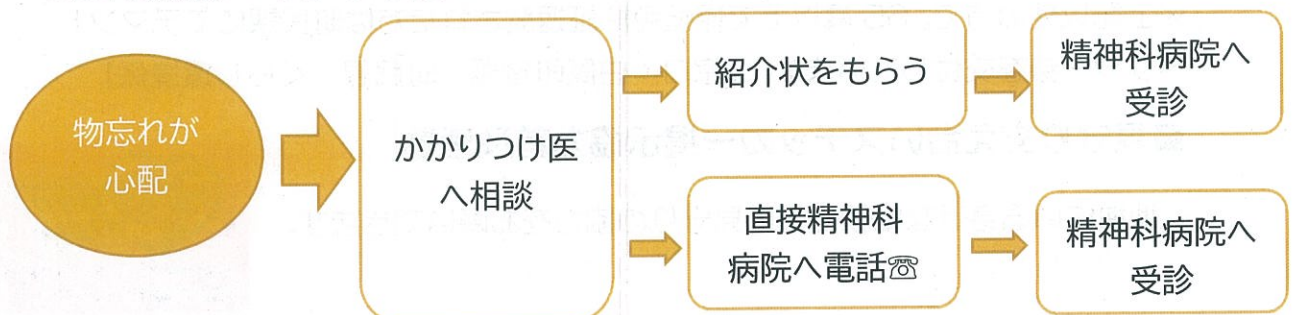 物忘れが
心配
かかりつけ医
へ相談
紹介状をもらう
精神科病院へ
受診
直接精神科
病院へ電話☏
精神科病院へ
受診